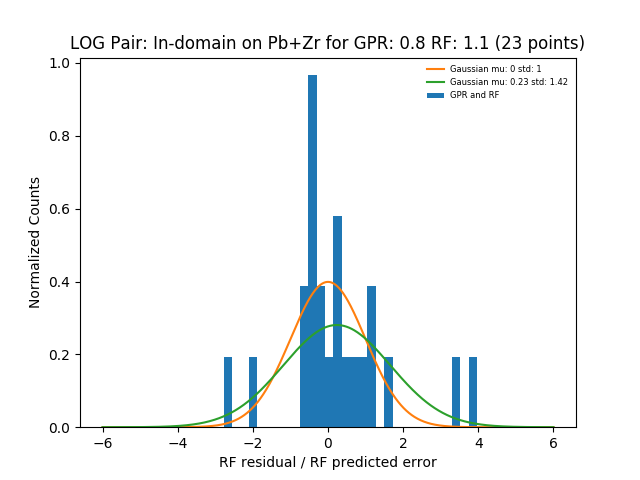 LOG Pair: In-domain on Pb+Zr for GPR: 0.8 RF: 1.1 (23 points)
Gaussian mu: 0 std: 1
Gaussian mu: 0.23 std: 1.42
GPR and RF
Normalized Counts
1.0
0.8
0.6
0.4
0.2
0.0
−6 −4 −2 0 2 4 6
RF residual / RF predicted error